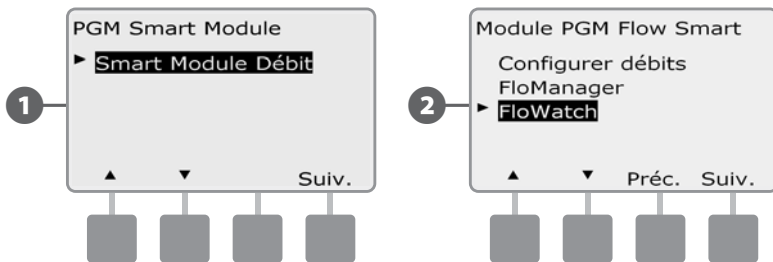 1
PGM Smart Module
Smart Module Débit
Suiv.
2
Module PGM Flow Smart
Configurer débits
FloManager
FloWatch
Préc. Suiv.